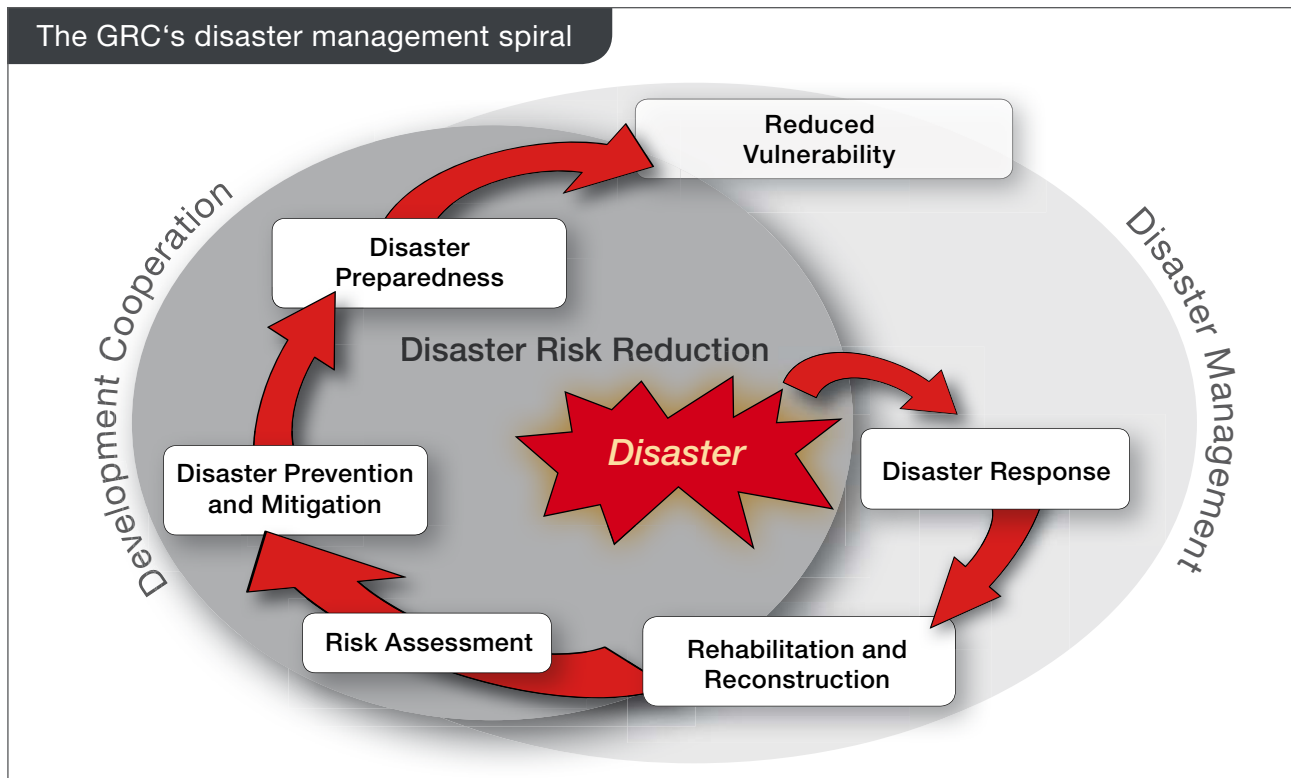 The GRC‘s disaster management spiral
Reduced
Vulnerability
Disaster
Preparedness
Development Cooperation
Disaster Management
Disaster Risk Reduction
Disaster
Disaster Response
Disaster Prevention
and Mitigation
Risk Assessment
Rehabilitation and
Reconstruction